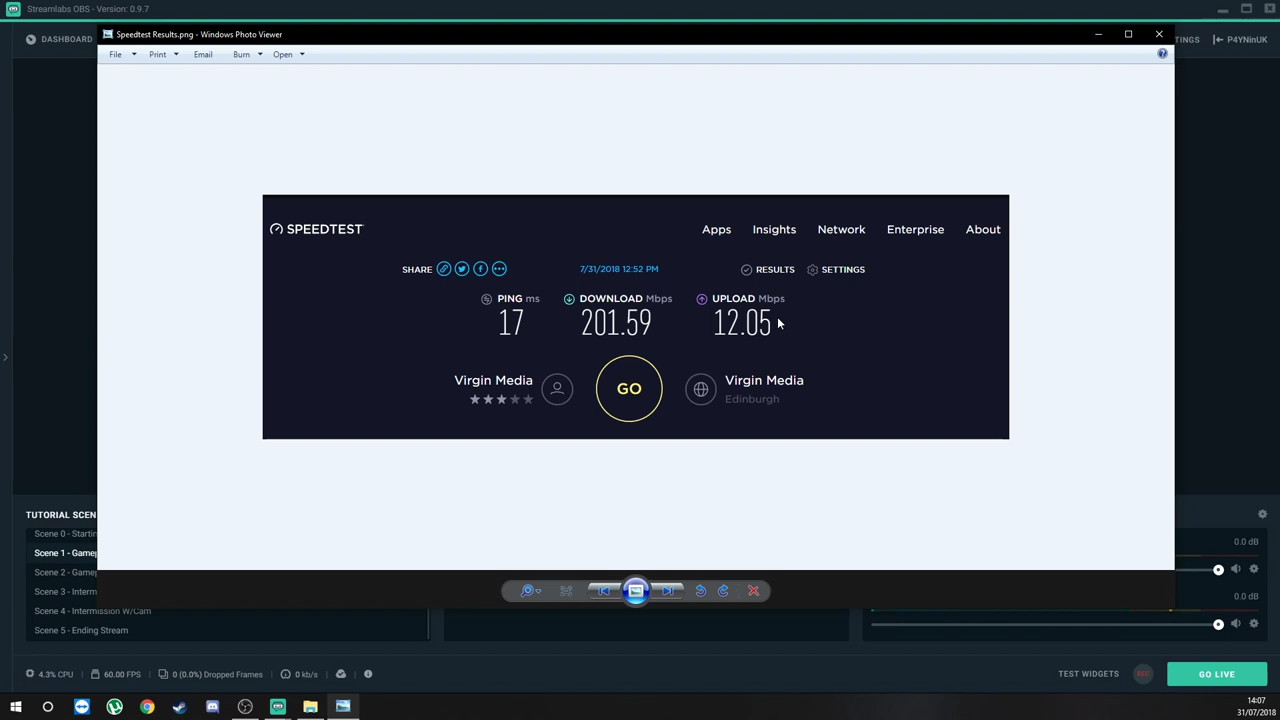 Streamlabs OBS - Version: 0.9.7
DASHBOARD
TINGS
P4YNinUK
Speedtest Results.png - Windows Photo Viewer
File Print Email Burn Open
SPEEDTEST
Apps Insights Network Enterprise About
SHARE 7/31/2018 12:52 PM RESULTS SETTINGS
PING ms DOWNLOAD Mbps UPLOAD Mbps
17 201.59 12.05
Virgin Media GO Virgin Media
Edinburgh
TUTORIAL SCEN
Scene 0 - Startin
Scene 1 - Gamep
Scene 2 - Gamep
Scene 3 - Interm
Scene 4 - Intermission W/Cam
Scene 5 - Ending Stream
0.0 dB
0.0 dB
4.3% CPU 60.00 FPS 0 (0.0%) Dropped Frames 0 kb/s TEST WIDGETS REC GO LIVE
14:07
31/07/2018